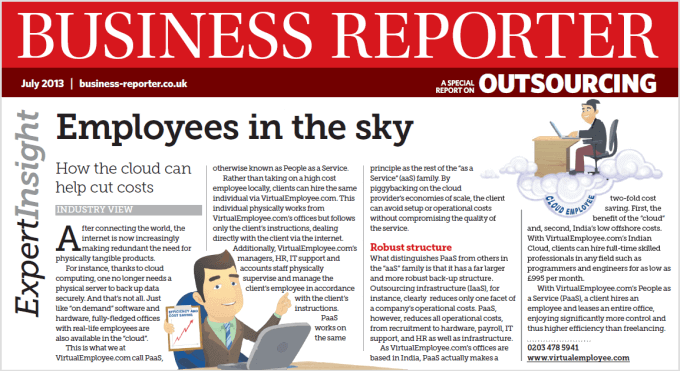 BUSINESS REPORTER
July 2013 | business-reporter.co.uk
A SPECIAL
REPORT ON
OUTSOURCING
ExpertInsight
Employees in the sky
How the cloud can
help cut costs
INDUSTRY VIEW
After connecting the world, the
internet is now increasingly
making redundant the need for
physically tangible products.
For instance, thanks to cloud
computing, one no longer needs a
physical server to back up data
securely. And that's not all. Just
like "on demand" software and
hardware, fully-fledged offices
with real-life employees are
also available in the "cloud".
This is what we at
VirtualEmployee.com call PaaS,
otherwise known as People as a Service.
Rather than taking on a high cost
employee locally, clients can hire the same
individual via VirtualEmployee.com. This
individual physically works from
VirtualEmployee.com's offices but follows
only the client's instructions, dealing
directly with the client via the internet.
Additionally, VirtualEmployee.com's
managers, HR, IT support and
accounts staff physically
supervise and manage the
client's employee in accordance
with the client's
instructions.
PaaS
works on
the same
EFFICIENCY AND
COST SAVING
principle as the rest of the "as a
Service" (aaS) family. By
piggybacking on the cloud
provider's economies of scale, the client
can avoid setup or operational costs
without compromising the quality of
the service.
Robust structure
What distinguishes PaaS from others in
the "aaS" family is that it has a far larger
and more robust back-up structure.
Outsourcing infrastructure (IaaS), for
instance, clearly reduces only one facet of
a company's operational costs. PaaS,
however, reduces all operational costs,
from recruitment to hardware, payroll, IT
support, and HR as well as infrastructure.
As VirtualEmployee.com's offices are
based in India, PaaS actually makes a
CLOUD EMPLOYEE
two-fold cost
saving. First, the
benefit of the "cloud"
and, second, India's low offshore costs.
With VirtualEmployee.com's Indian
Cloud, clients can hire full-time skilled
professionals in any field such as
programmers and engineers for as low as
£995 per month.
With VirtualEmployee.com's People as
a Service (PaaS), a client hires an
employee and leases an entire office,
enjoying significantly more control and
thus higher efficiency than freelancing.
0203 478 5941
www.virtualemployee.com